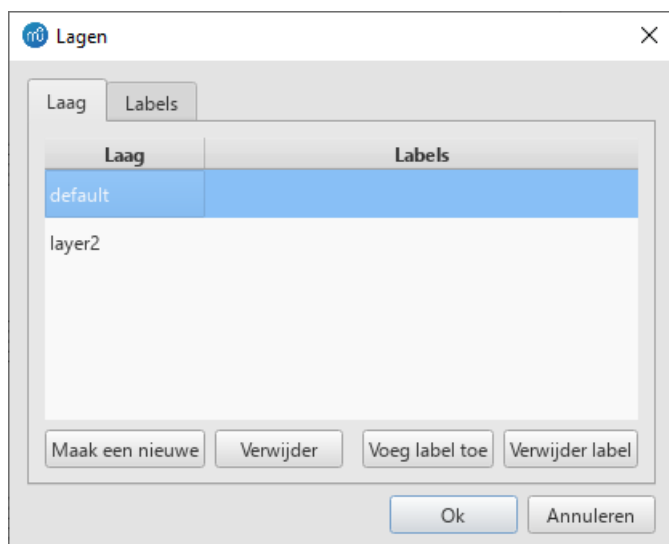 Lagen
Laag Labels
Laag Labels
default
layer2
Maak een nieuwe Verwijder Voeg label toe Verwijder label
Ok Annuleren